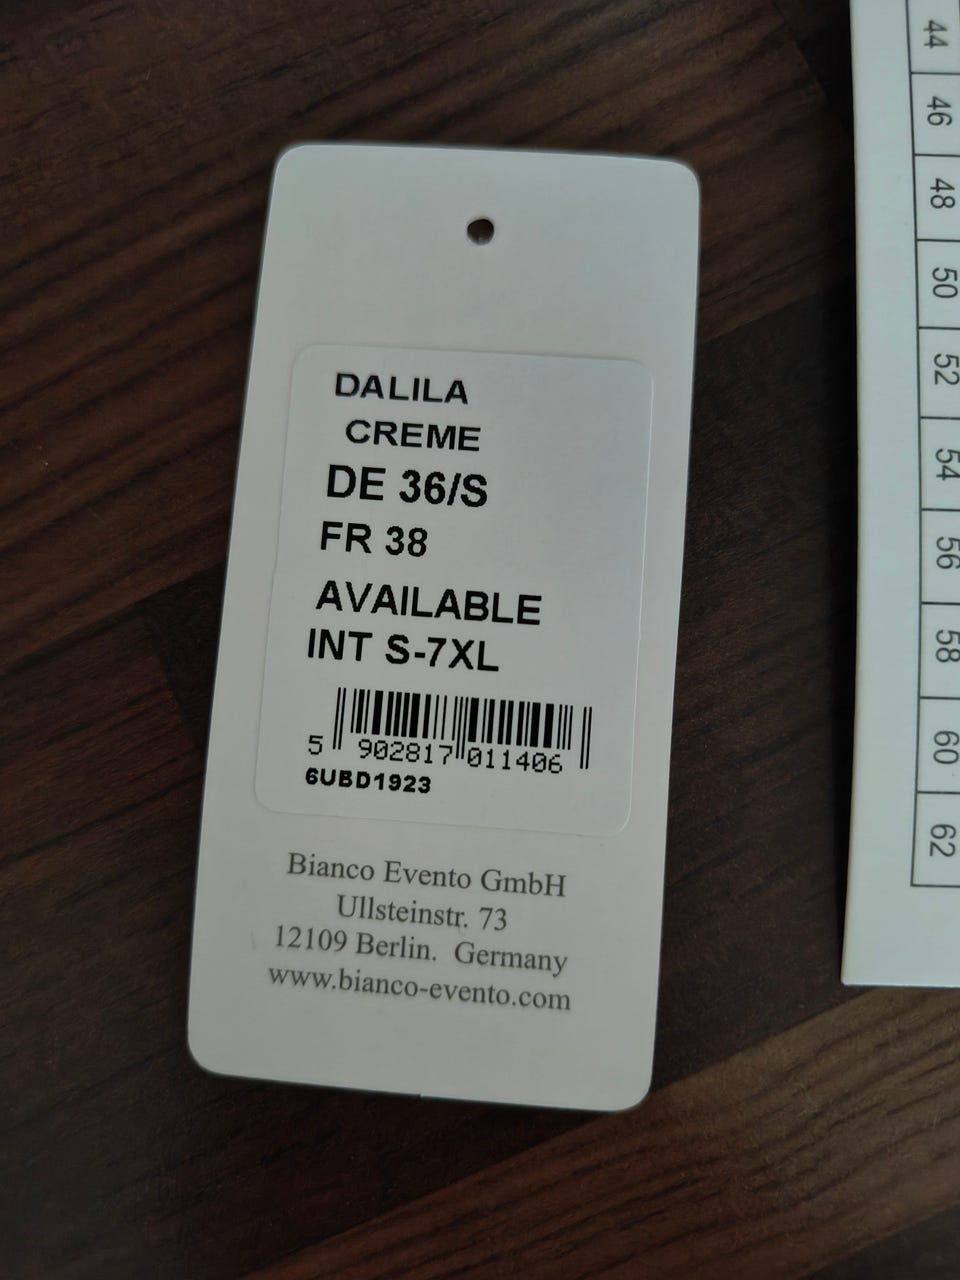 DALILA
CREME
DE 36/S
FR 38
AVAILABLE
INT S-7XL
5 902817 011406
6UBD1923
Bianco Evento GmbH
Ullsteinstr. 73
12109 Berlin. Germany
www.bianco-evento.com
44
46
48
50
52
54
56
58
60
62